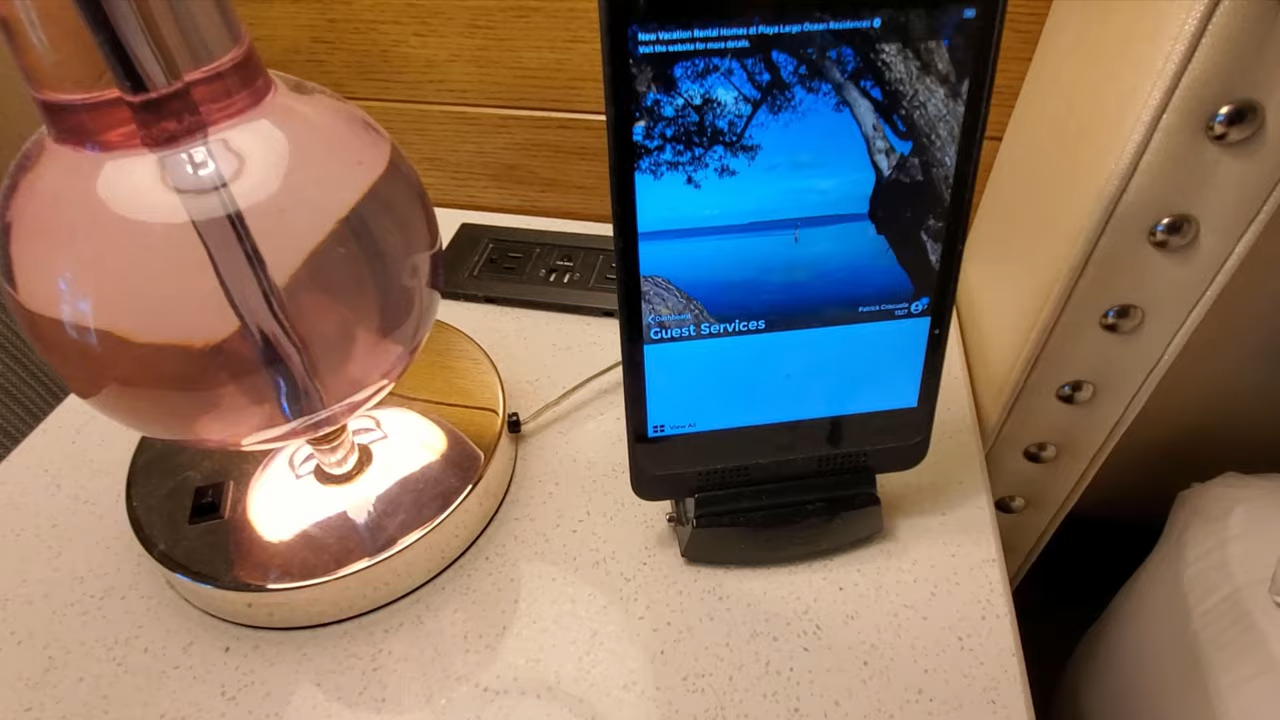 New Vacation Rental Homes at Playa Largo Ocean Residences
Visit the website for more details.
Dashboard
Guest Services
Patrick Criscuolo
1527
View All